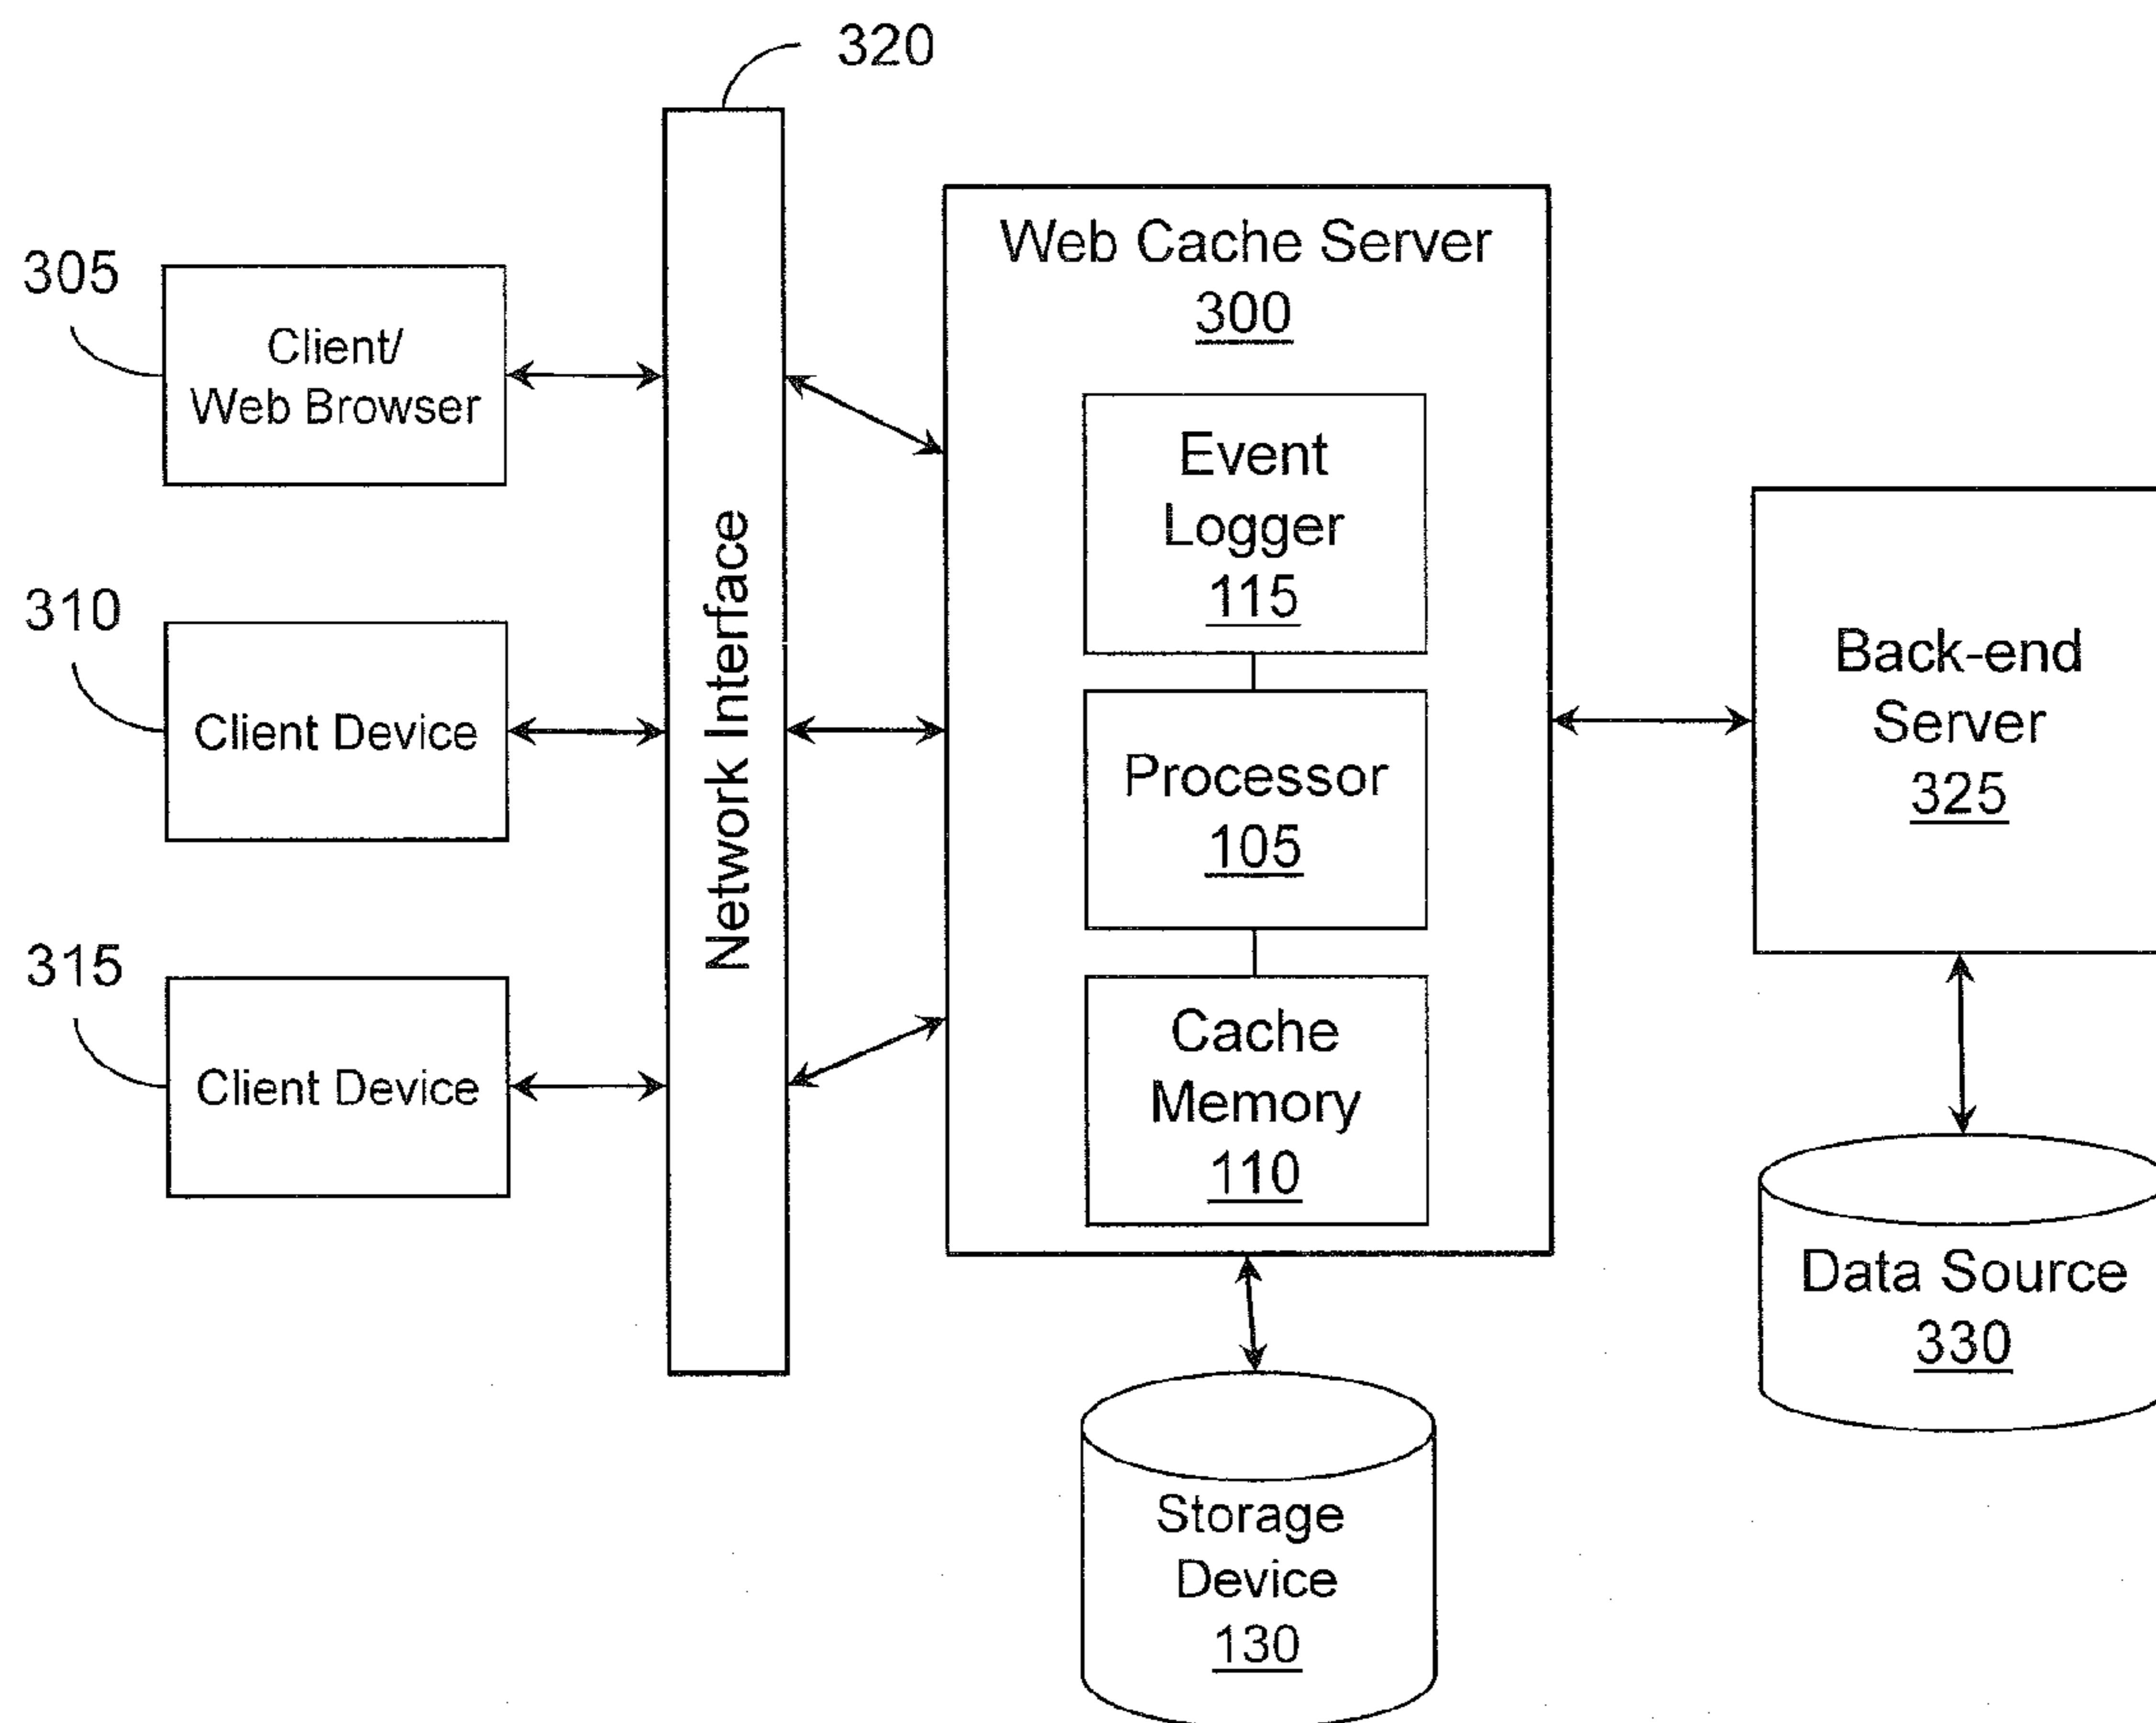 320
Web Cache Server
300
305
Client/
Web Browser
Event
Logger
115
310
Client Device
Network Interface
Processor
105
Back-end
Server
325
315
Client Device
Cache
Memory
110
Data Source
330
Storage
Device
130